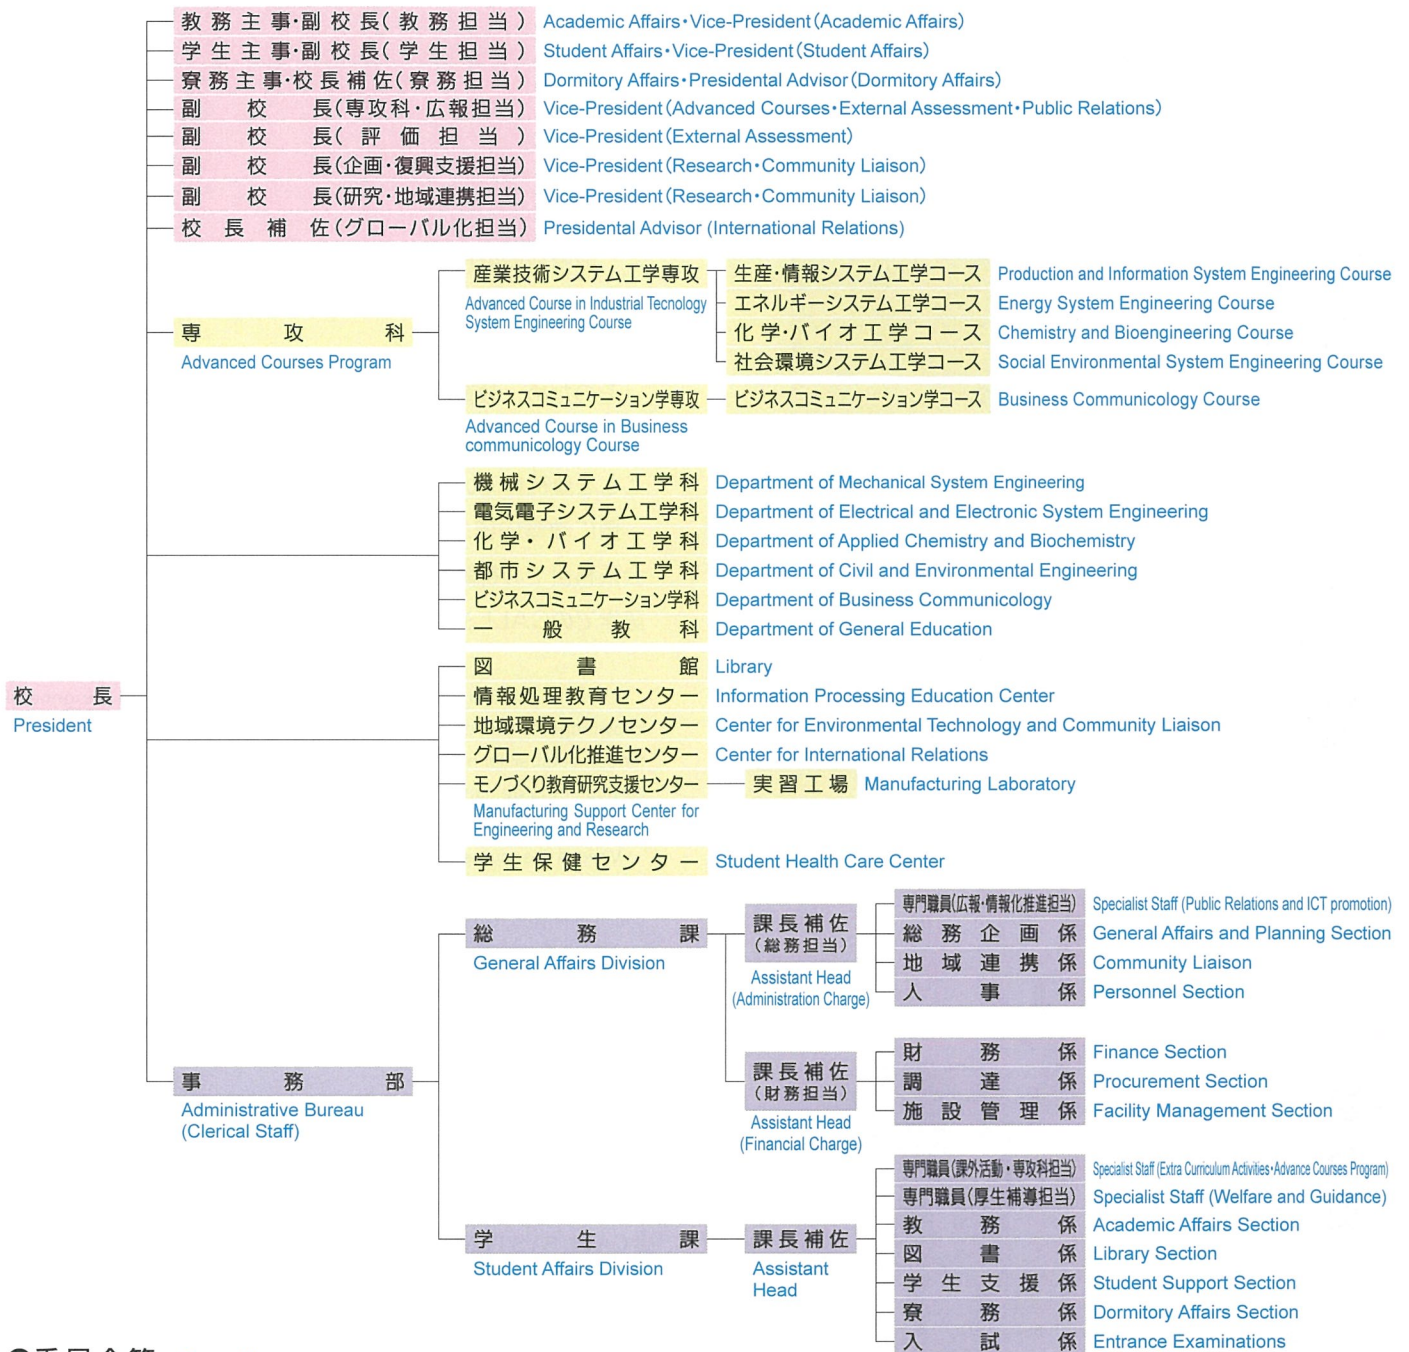 教務主事・副校長(教務担当) Academic Affairs・Vice-President(Academic Affairs)
学生主事・副校長(学生担当) Student Affairs・Vice-President(Student Affairs)
寮務主事・校長補佐(寮務担当) Dormitory Affairs・Presidental Advisor(Dormitory Affairs)
副校長(専攻科・広報担当) Vice-President(Advanced Courses・External Assessment・Public Relations)
副校長(評価担当) Vice-President(External Assessment)
副校長(企画・復興支援担当) Vice-President(Research・Community Liaison)
副校長(研究・地域連携担当) Vice-President(Research・Community Liaison)
校長補佐(グローバル化担当) Presidental Advisor (International Relations)
専攻科
Advanced Courses Program
産業技術システム工学専攻
Advanced Course in Industrial Tecnology
System Engineering Course
生産・情報システム工学コース Production and Information System Engineering Course
エネルギーシステム工学コース Energy System Engineering Course
化学・バイオ工学コース Chemistry and Bioengineering Course
社会環境システム工学コース Social Environmental System Engineering Course
ビジネスコミュニケーション学専攻
Advanced Course in Business
communicology Course
ビジネスコミュニケーション学コース Business Communicology Course
機械システム工学科 Department of Mechanical System Engineering
電気電子システム工学科 Department of Electrical and Electronic System Engineering
化学・バイオ工学科 Department of Applied Chemistry and Biochemistry
都市システム工学科 Department of Civil and Environmental Engineering
ビジネスコミュニケーション学科 Department of Business Communicology
一般教科 Department of General Education
校長
President
図書館 Library
情報処理教育センター Information Processing Education Center
地域環境テクノセンター Center for Environmental Technology and Community Liaison
グローバル化推進センター Center for International Relations
モノづくり教育研究支援センター
Manufacturing Support Center for
Engineering and Research
実習工場 Manufacturing Laboratory
学生保健センター Student Health Care Center
事務部
Administrative Bureau
(Clerical Staff)
総務課
General Affairs Division
課長補佐
(総務担当)
Assistant Head
(Administration Charge)
専門職員(広報・情報化推進担当) Specialist Staff (Public Relations and ICT promotion)
総務企画係 General Affairs and Planning Section
地域連携係 Community Liaison
人事係 Personnel Section
課長補佐
(財務担当)
Assistant Head
(Financial Charge)
財務係 Finance Section
調達係 Procurement Section
施設管理係 Facility Management Section
学生課
Student Affairs Division
課長補佐
Assistant
Head
専門職員(課外活動・専攻科担当) Specialist Staff (Extra Curriculum Activities・Advance Courses Program)
専門職員(厚生補導担当) Specialist Staff (Welfare and Guidance)
教務係 Academic Affairs Section
図書係 Library Section
学生支援係 Student Support Section
寮務係 Dormitory Affairs Section
入試係 Entrance Examinations